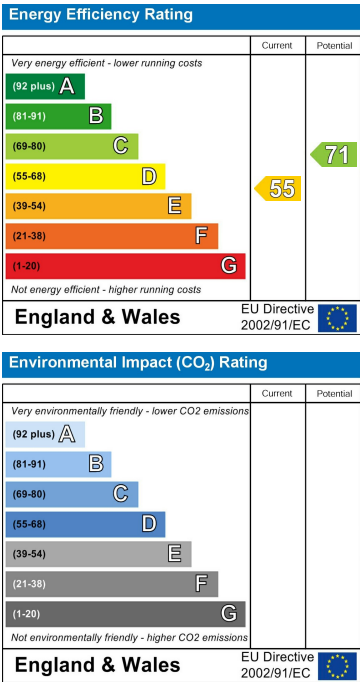 Energy Efficiency Rating
Current Potential
Very energy efficient - lower running costs
(92 plus) A
(81-91) B
(69-80) C
(55-68) D
(39-54) E
(21-38) F
(1-20) G
55
71
Not energy efficient - higher running costs
England & Wales
EU Directive
2002/91/EC
Environmental Impact (CO₂) Rating
Current Potential
Very environmentally friendly - lower CO2 emissions
(92 plus) A
(81-91) B
(69-80) C
(55-68) D
(39-54) E
(21-38) F
(1-20) G
Not environmentally friendly - higher CO2 emissions
England & Wales
EU Directive
2002/91/EC